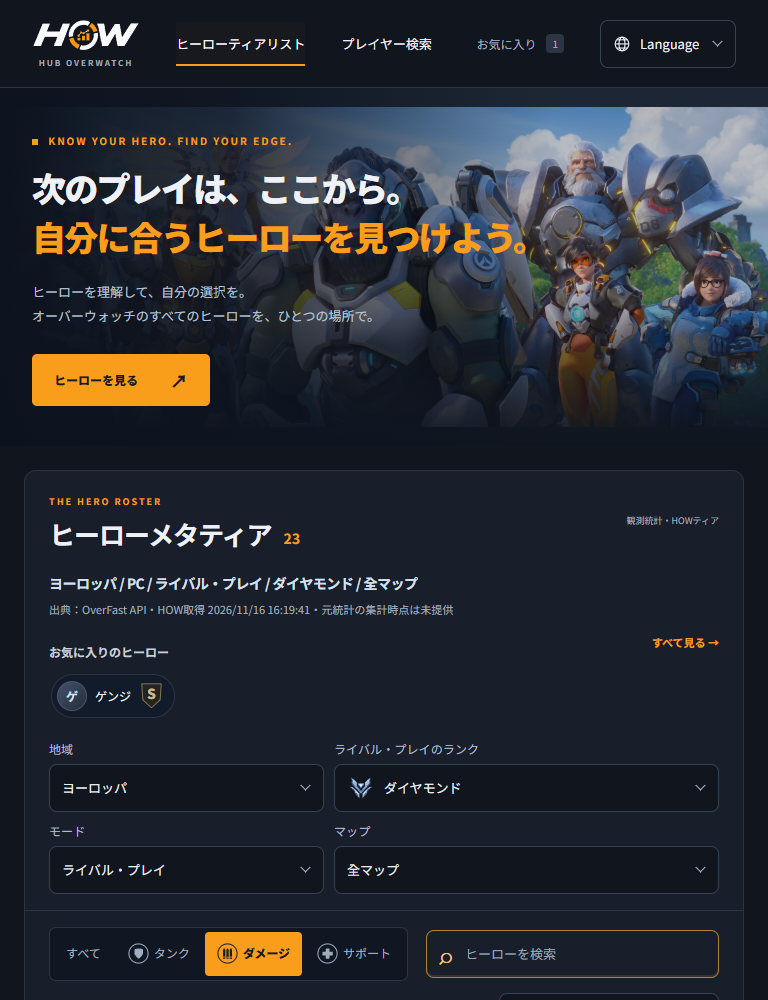 HOW
HUB OVERWATCH
ヒーローティアリスト
プレイヤー検索
お気に入り 1
Language
KNOW YOUR HERO. FIND YOUR EDGE.
次のプレイは、ここから。
自分に合うヒーローを見つけよう。
ヒーローを理解して、自分の選択を。
オーバーウォッチのすべてのヒーローを、ひとつの場所で。
ヒーローを見る ↗
THE HERO ROSTER
ヒーローメタティア 23
観測統計・HOWティア
ヨーロッパ / PC / ライバル・プレイ / ダイヤモンド / 全マップ
出典：OverFast API・HOW取得 2026/11/16 16:19:41・元統計の集計時点は未提供
お気に入りのヒーロー
すべて見る →
ゲ ゲンジ S
地域
ライバル・プレイのランク
ヨーロッパ
ダイヤモンド
モード
マップ
ライバル・プレイ
全マップ
すべて
タンク
ダメージ
サポート
ヒーローを検索